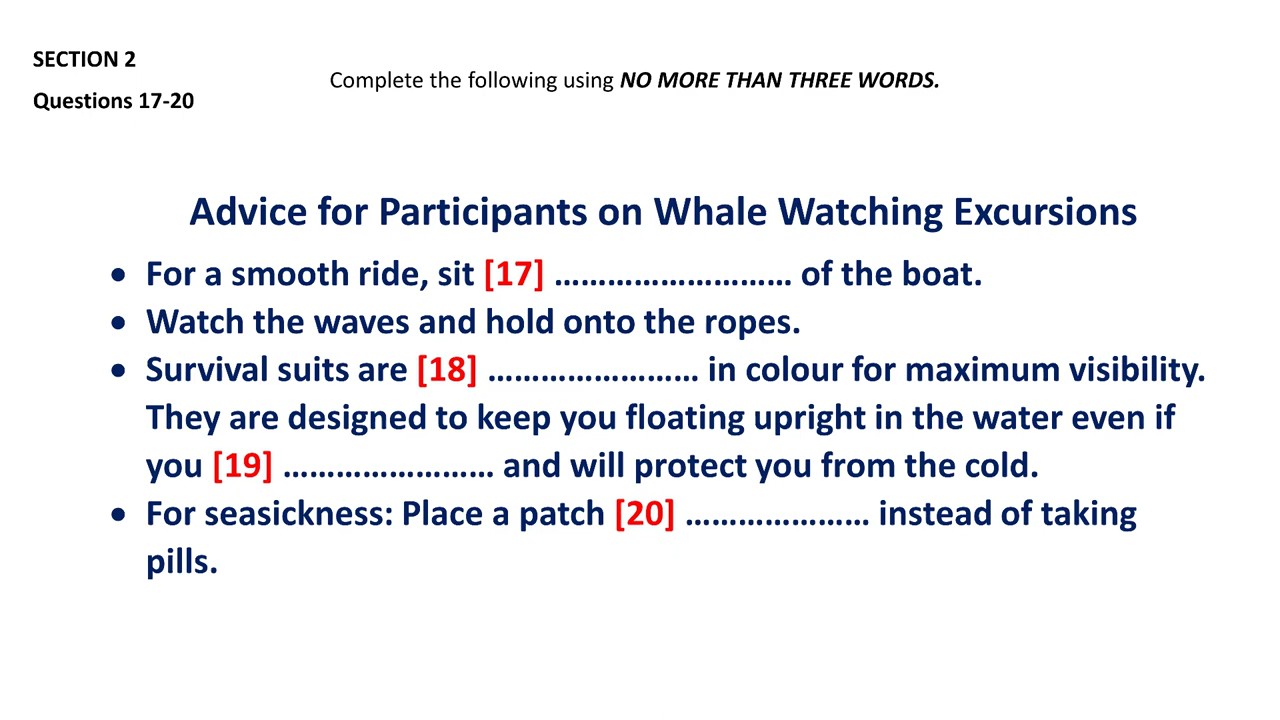 SECTION 2
Complete the following using NO MORE THAN THREE WORDS.
Questions 17-20
Advice for Participants on Whale Watching Excursions
• For a smooth ride, sit [17] ……………………… of the boat.
• Watch the waves and hold onto the ropes.
• Survival suits are [18] …………………… in colour for maximum visibility.
They are designed to keep you floating upright in the water even if
you [19] …………………… and will protect you from the cold.
• For seasickness: Place a patch [20] ………………… instead of taking
pills.